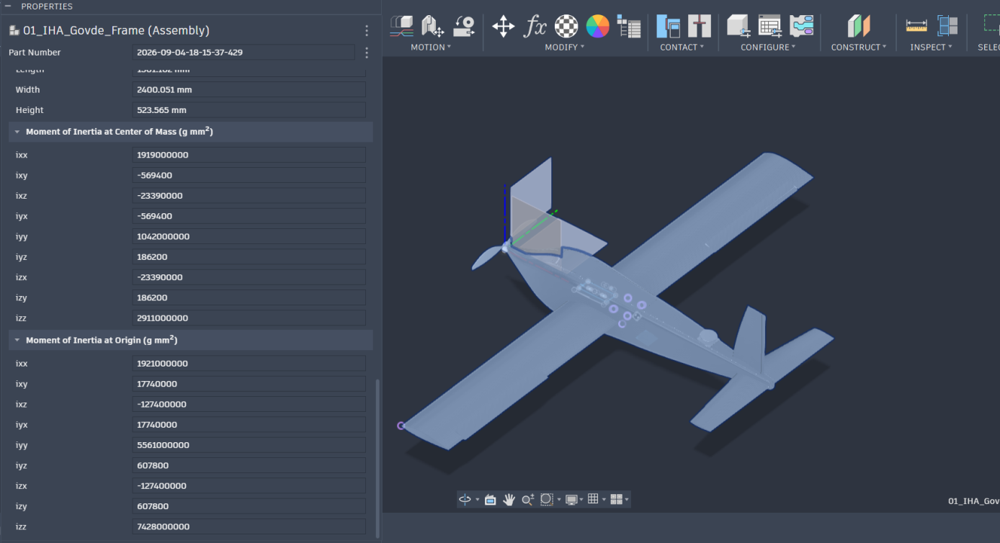 PROPERTIES
01_IHA_Govde_Frame (Assembly)
Part Number 2026-09-04-18-15-37-429
Length
Width 2400.051 mm
Height 523.565 mm
Moment of Inertia at Center of Mass (g mm²)
ixx 1919000000
ixy -569400
ixz -23390000
iyx -569400
iyy 1042000000
iyz 186200
izx -23390000
izy 186200
izz 2911000000
Moment of Inertia at Origin (g mm²)
ixx 1921000000
ixy 17740000
ixz -127400000
iyx 17740000
iyy 5561000000
iyz 607800
izx -127400000
izy 607800
izz 7428000000
MOTION
MODIFY
CONTACT
CONFIGURE
CONSTRUCT
INSPECT
SELEC
fx
01_IHA_Gov